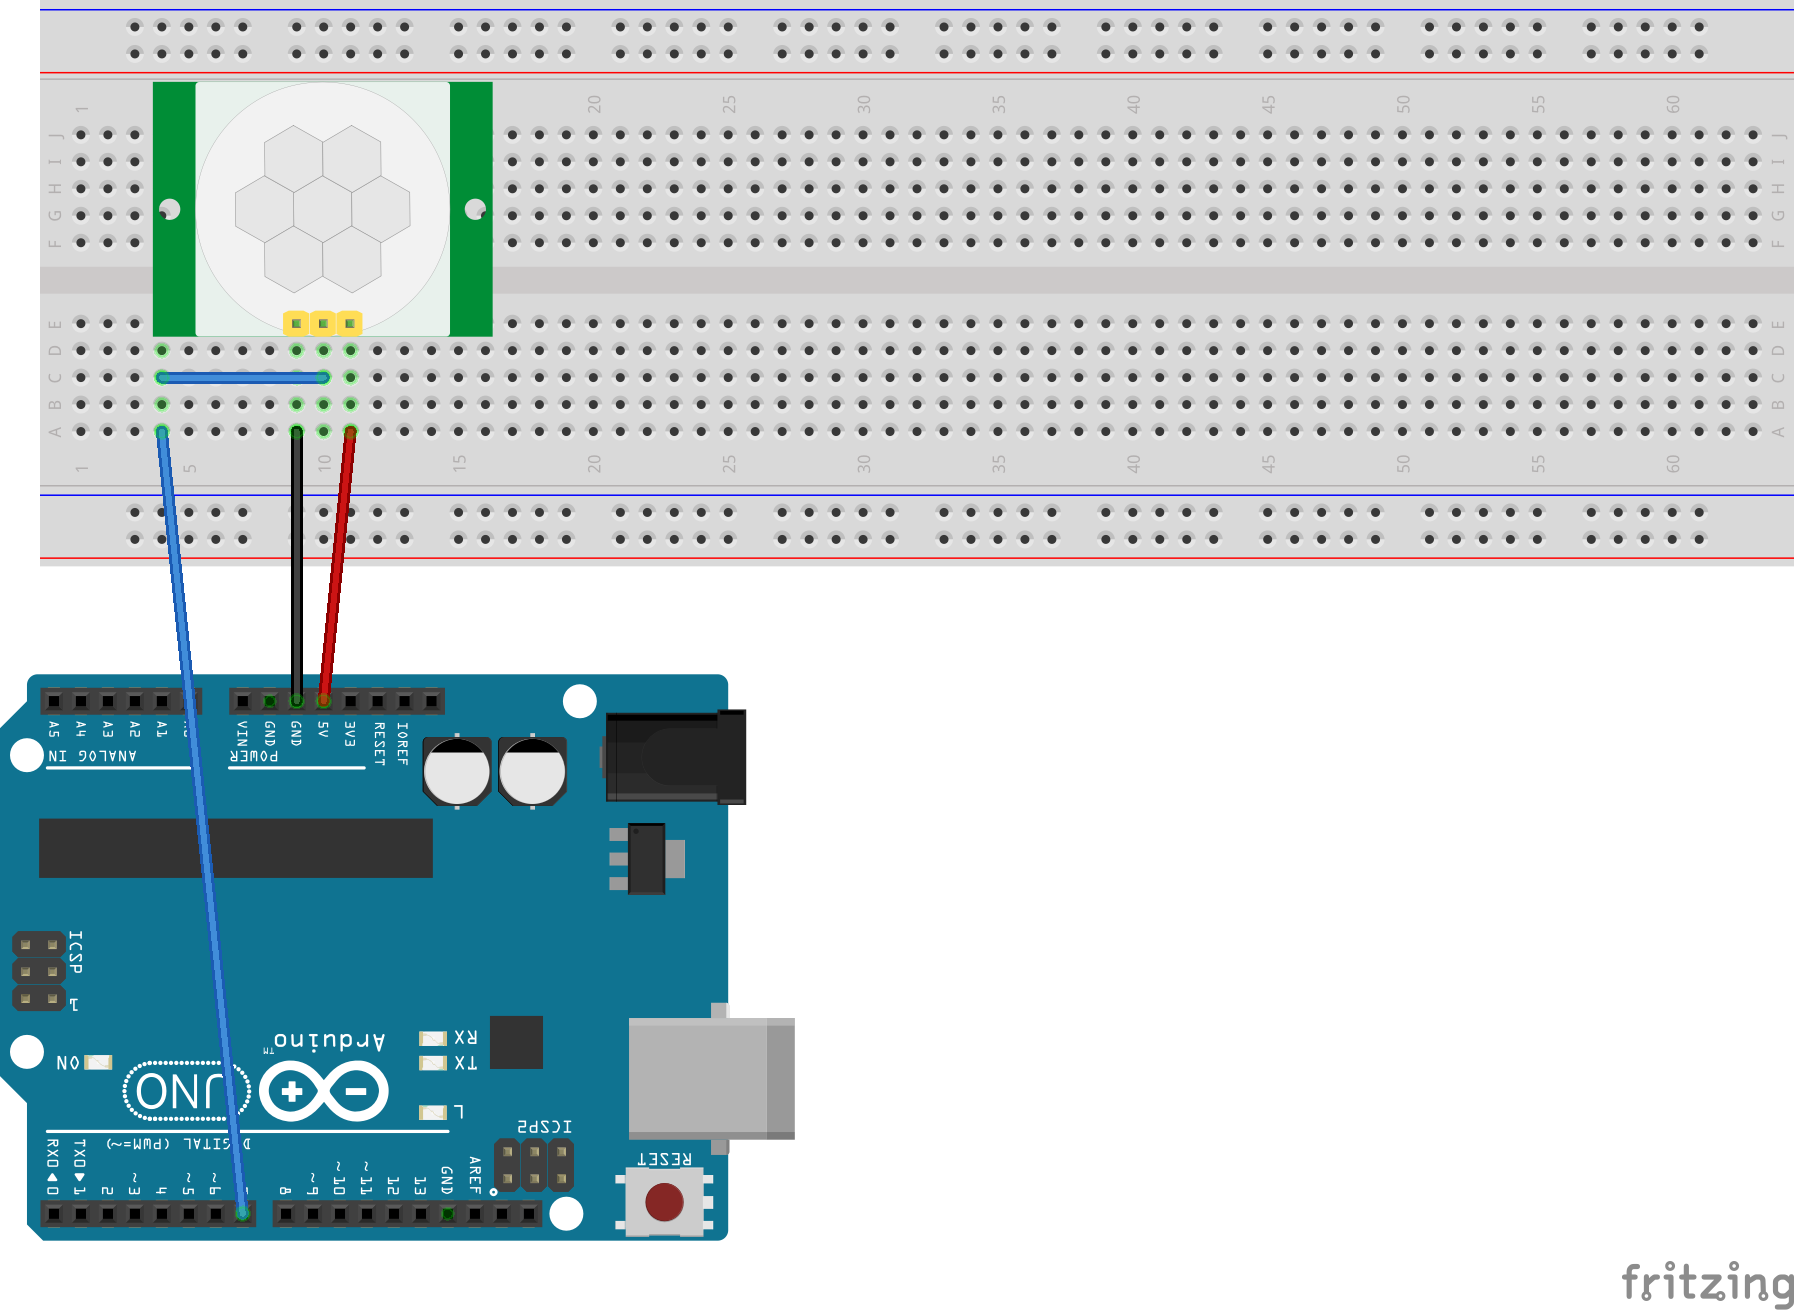 1 20 25 30 35 40 45 50 55 60
J J
I I
H H
G G
F F
E E
D D
C C
B B
A A
1 5 10 15 20 25 30 35 40 45 50 55 60
A5 A4 A3 A2 A1 VIN GND GND 5V 3V3 RESET IOREF
ANALOG IN POWER
ICSP
1
Arduino™
RX
TX
ON
UNO
L
ICSP2
DIGITAL (PWM=~)
RESET
RX0◀0 TX0▶1 2 ~3 4 ~5 ~6 8 ~9 ~10 ~11 12 13 GND AREF
fritzing